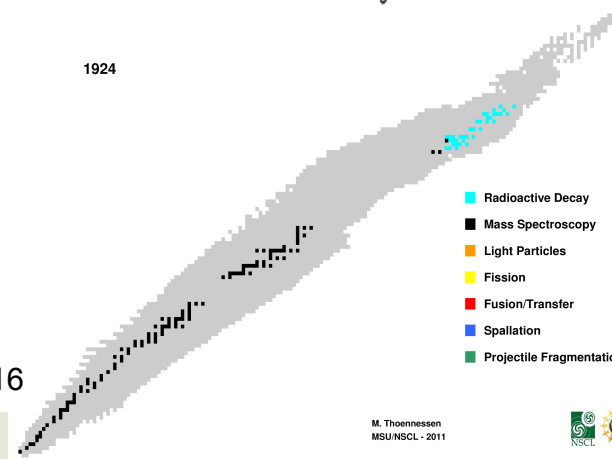 1924
Radioactive Decay
Mass Spectroscopy
Light Particles
Fission
Fusion/Transfer
Spallation
Projectile Fragmentatio
16
M. Thoennessen
MSU/NSCL - 2011
NSCL